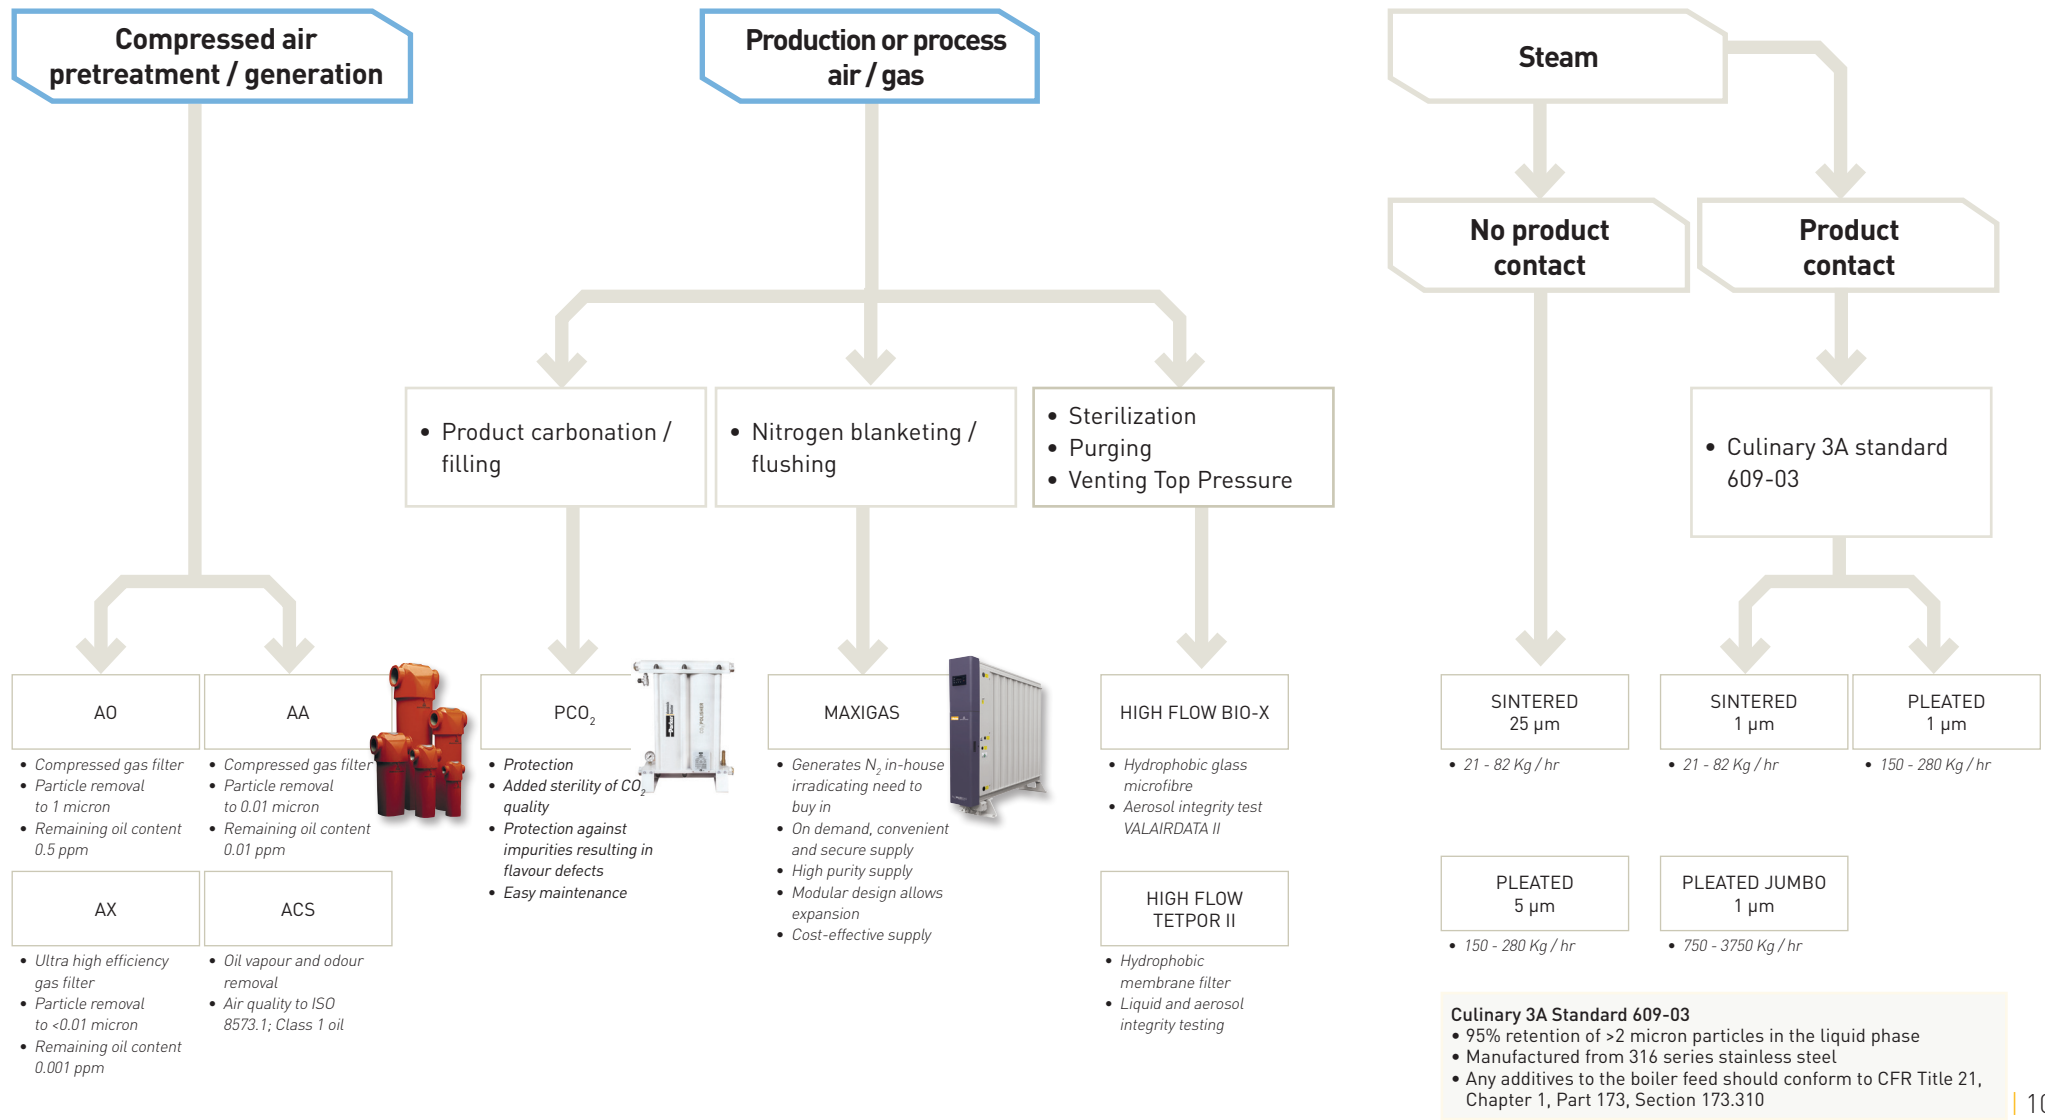 Compressed air
pretreatment / generation
Production or process
air / gas
Steam
No product
contact
Product
contact
• Product carbonation /
filling
• Nitrogen blanketing /
flushing
• Sterilization
• Purging
• Venting Top Pressure
• Culinary 3A standard
609-03
AO
• Compressed gas filter
• Particle removal
to 1 micron
• Remaining oil content
0.5 ppm
AA
• Compressed gas filter
• Particle removal
to 0.01 micron
• Remaining oil content
0.01 ppm
AX
• Ultra high efficiency
gas filter
• Particle removal
to <0.01 micron
• Remaining oil content
0.001 ppm
ACS
• Oil vapour and odour
removal
• Air quality to ISO
8573.1; Class 1 oil
PCO2
• Protection
• Added sterility of CO2
quality
• Protection against
impurities resulting in
flavour defects
• Easy maintenance
MAXIGAS
• Generates N2 in-house
irradicating need to
buy in
• On demand, convenient
and secure supply
• High purity supply
• Modular design allows
expansion
• Cost-effective supply
HIGH FLOW BIO-X
• Hydrophobic glass
microfibre
• Aerosol integrity test
VALAIRDATA II
HIGH FLOW
TETPOR II
• Hydrophobic
membrane filter
• Liquid and aerosol
integrity testing
SINTERED
25 µm
• 21 - 82 Kg / hr
SINTERED
1 µm
• 21 - 82 Kg / hr
PLEATED
1 µm
• 150 - 280 Kg / hr
PLEATED
5 µm
• 150 - 280 Kg / hr
PLEATED JUMBO
1 µm
• 750 - 3750 Kg / hr
Culinary 3A Standard 609-03
• 95% retention of >2 micron particles in the liquid phase
• Manufactured from 316 series stainless steel
• Any additives to the boiler feed should conform to CFR Title 21,
Chapter 1, Part 173, Section 173.310